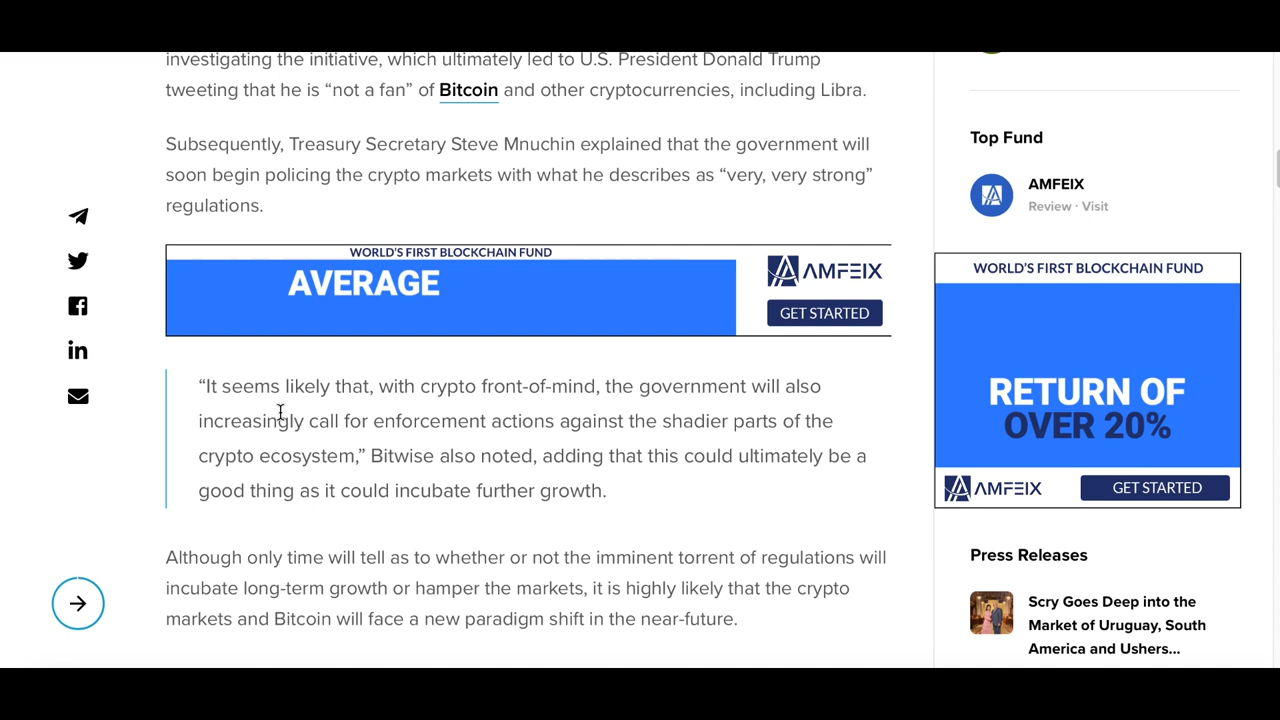 investigating the initiative, which ultimately led to U.S. President Donald Trump
tweeting that he is “not a fan” of Bitcoin and other cryptocurrencies, including Libra.
Subsequently, Treasury Secretary Steve Mnuchin explained that the government will
soon begin policing the crypto markets with what he describes as “very, very strong”
regulations.
WORLD'S FIRST BLOCKCHAIN FUND
AVERAGE
AMFEIX
GET STARTED
“It seems likely that, with crypto front-of-mind, the government will also
increasingly call for enforcement actions against the shadier parts of the
crypto ecosystem,” Bitwise also noted, adding that this could ultimately be a
good thing as it could incubate further growth.
Although only time will tell as to whether or not the imminent torrent of regulations will
incubate long-term growth or hamper the markets, it is highly likely that the crypto
markets and Bitcoin will face a new paradigm shift in the near-future.
Top Fund
AMFEIX
Review · Visit
WORLD'S FIRST BLOCKCHAIN FUND
RETURN OF
OVER 20%
AMFEIX
GET STARTED
Press Releases
Scry Goes Deep into the
Market of Uruguay, South
America and Ushers...